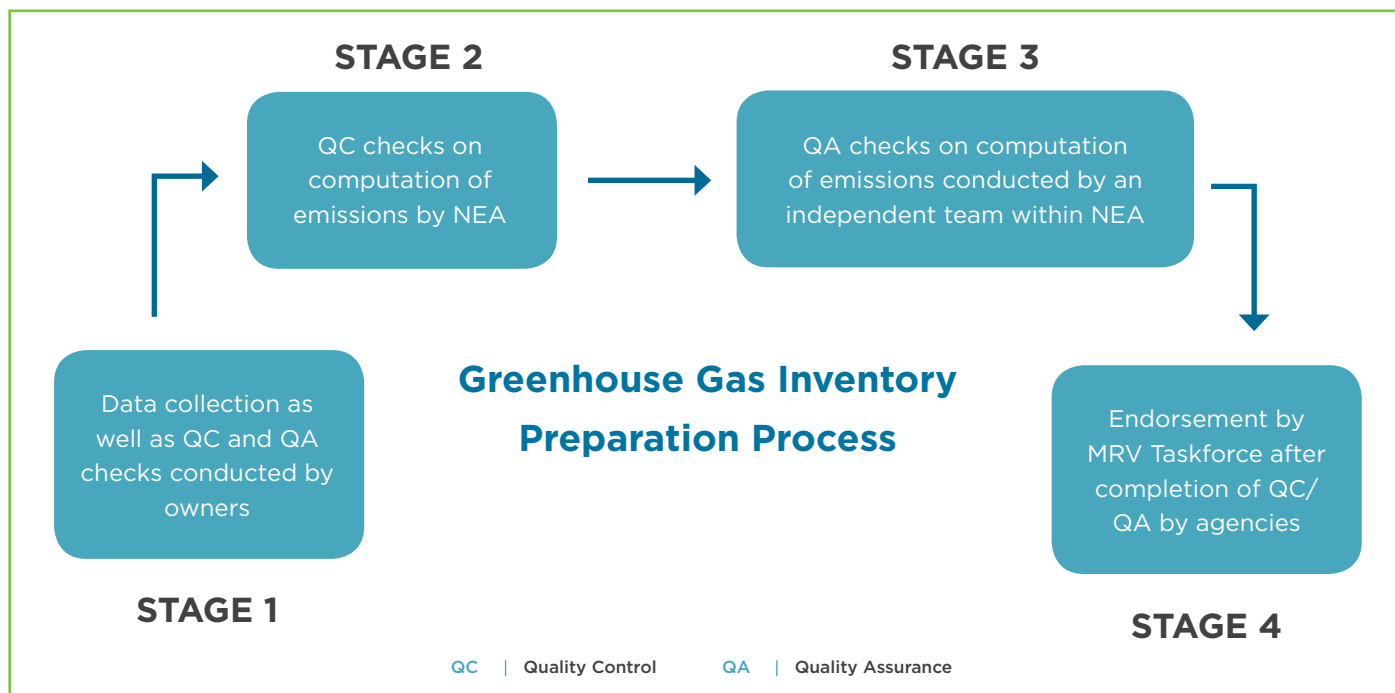 STAGE 1
Data collection as
well as QC and QA
checks conducted by
owners
STAGE 2
QC checks on
computation of
emissions by NEA
STAGE 3
QA checks on computation
of emissions conducted by an
independent team within NEA
STAGE 4
Endorsement by
MRV Taskforce after
completion of QC/
QA by agencies
Greenhouse Gas Inventory
Preparation Process
QC | Quality Control QA | Quality Assurance